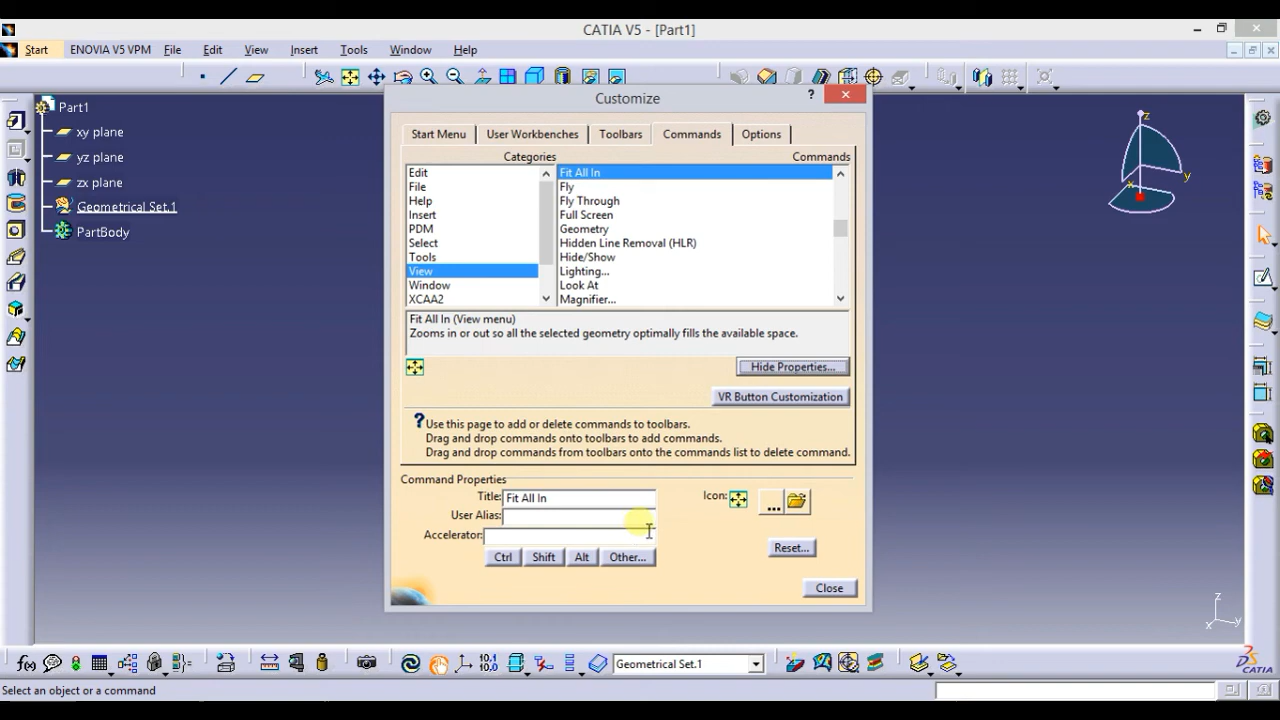 CATIA V5 - [Part1]
Start ENOVIA V5 VPM File Edit View Insert Tools Window Help
Part1
xy plane
yz plane
zx plane
Geometrical Set.1
PartBody
z
y
x
Customize
?
Start Menu User Workbenches Toolbars Commands Options
Categories Commands
Edit
File
Help
Insert
PDM
Select
Tools
View
Window
XCAA2
Fit All In
Fly
Fly Through
Full Screen
Geometry
Hidden Line Removal (HLR)
Hide/Show
Lighting...
Look At
Magnifier...
Fit All In (View menu)
Zooms in or out so all the selected geometry optimally fills the available space.
Hide Properties...
VR Button Customization
? Use this page to add or delete commands to toolbars.
Drag and drop commands onto toolbars to add commands.
Drag and drop commands from toolbars onto the commands list to delete command.
Command Properties
Title: Fit All In
Icon: ...
User Alias:
Accelerator:
Ctrl Shift Alt Other...
Reset...
Close
z
x y
f(x) 10.1 10.0 Geometrical Set.1
CATIA
Select an object or a command